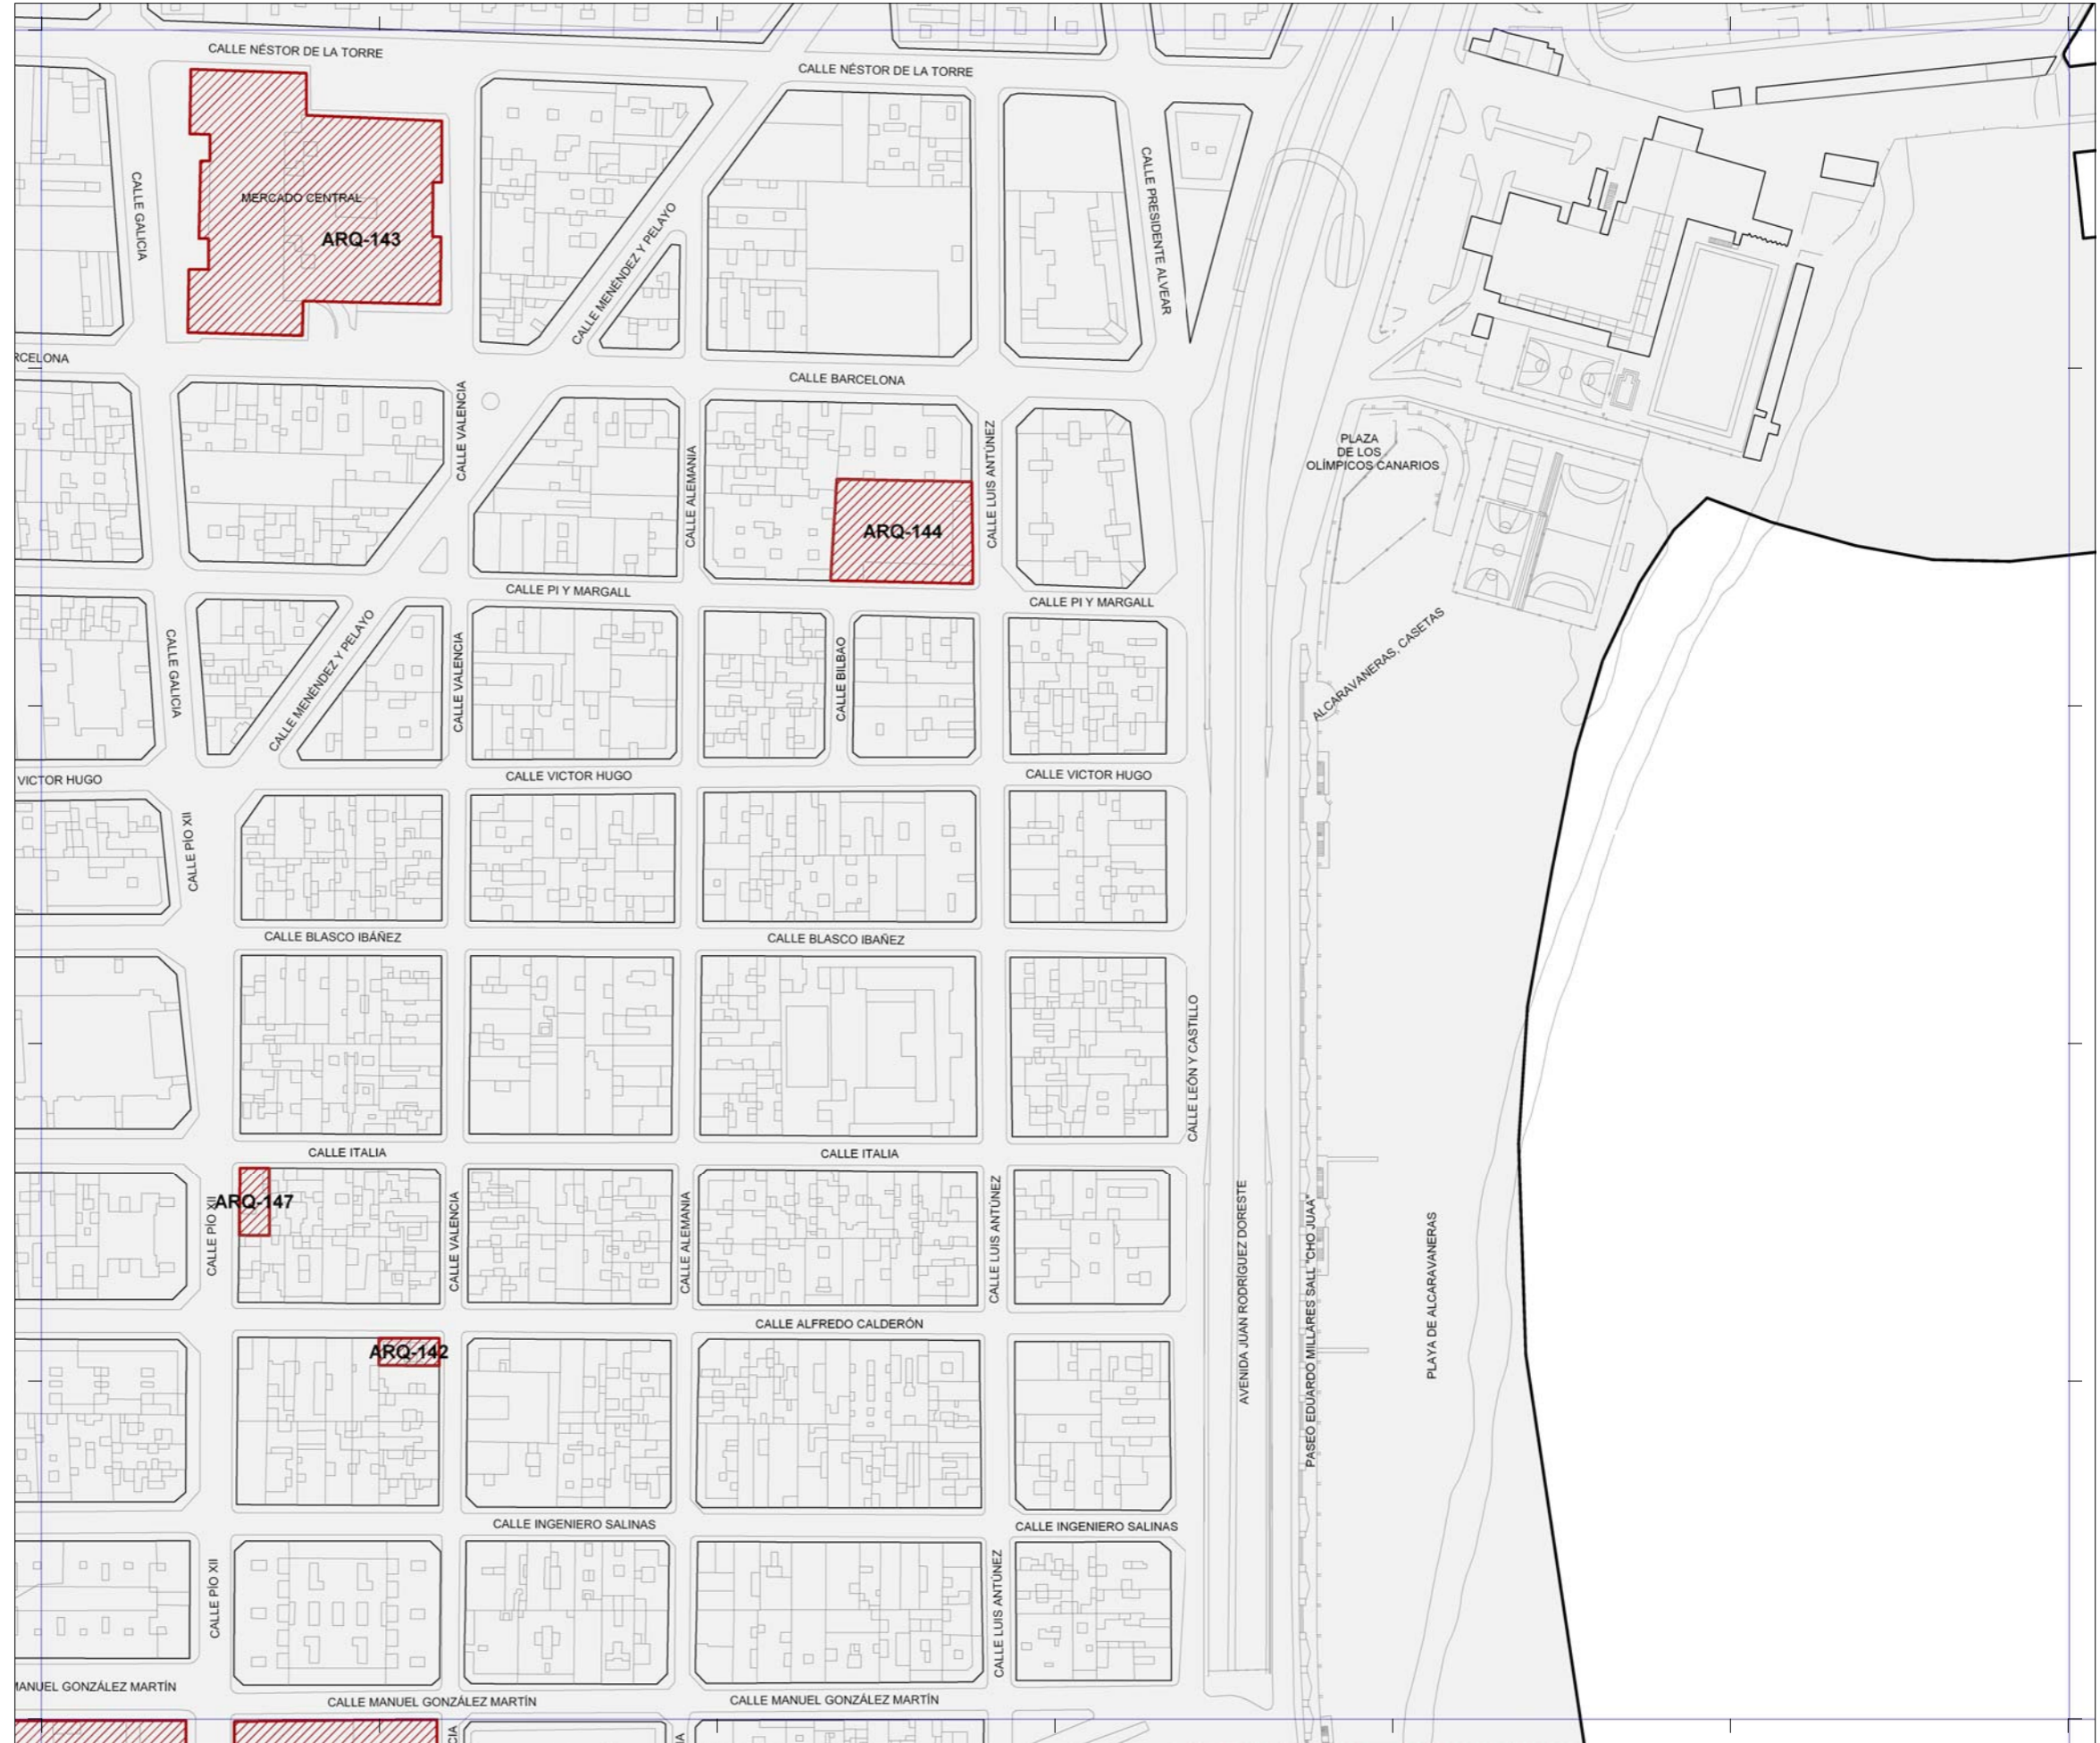 CALLE NÉSTOR DE LA TORRE
CALLE NÉSTOR DE LA TORRE
CALLE GALICIA
MERCADO CENTRAL
ARQ-143
CALLE MENÉNDEZ Y PELAYO
CALLE PRESIDENTE ALVEAR
RCELONA
CALLE BARCELONA
CALLE VALENCIA
CALLE ALEMANIA
CALLE LUIS ANTÚNEZ
PLAZA
DE LOS
OLÍMPICOS CANARIOS
ARQ-144
CALLE PI Y MARGALL
CALLE PI Y MARGALL
CALLE GALICIA
CALLE MENÉNDEZ Y PELAYO
CALLE VALENCIA
CALLE BILBAO
ALCARAVANERAS, CASETAS
VICTOR HUGO
CALLE VICTOR HUGO
CALLE VICTOR HUGO
CALLE PÍO XII
CALLE BLASCO IBÁÑEZ
CALLE BLASCO IBAÑEZ
CALLE LEÓN Y CASTILLO
CALLE ITALIA
CALLE ITALIA
ARQ-147
CALLE PÍO XII
CALLE VALENCIA
CALLE ALEMANIA
CALLE LUIS ANTÚNEZ
AVENIDA JUAN RODRÍGUEZ DORESTE
PASEO EDUARDO MILLARES SALL "CHO JUAA"
PLAYA DE ALCARAVANERAS
CALLE ALFREDO CALDERÓN
ARQ-142
CALLE INGENIERO SALINAS
CALLE INGENIERO SALINAS
CALLE PÍO XII
CALLE LUIS ANTÚNEZ
MANUEL GONZÁLEZ MARTÍN
CALLE MANUEL GONZÁLEZ MARTÍN
CALLE MANUEL GONZÁLEZ MARTÍN
CIA
IA